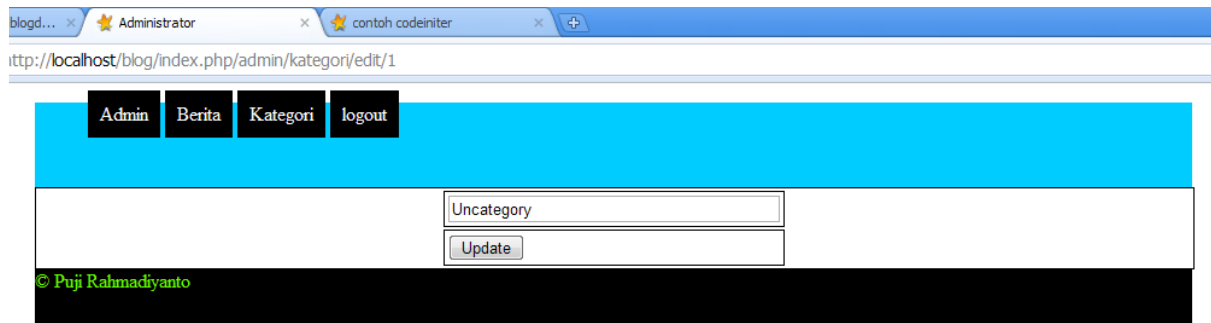 blogd... Administrator contoh codeiniter
ttp://localhost/blog/index.php/admin/kategori/edit/1
Admin Berita Kategori logout
Uncategory
Update
© Puji Rahmadiyanto